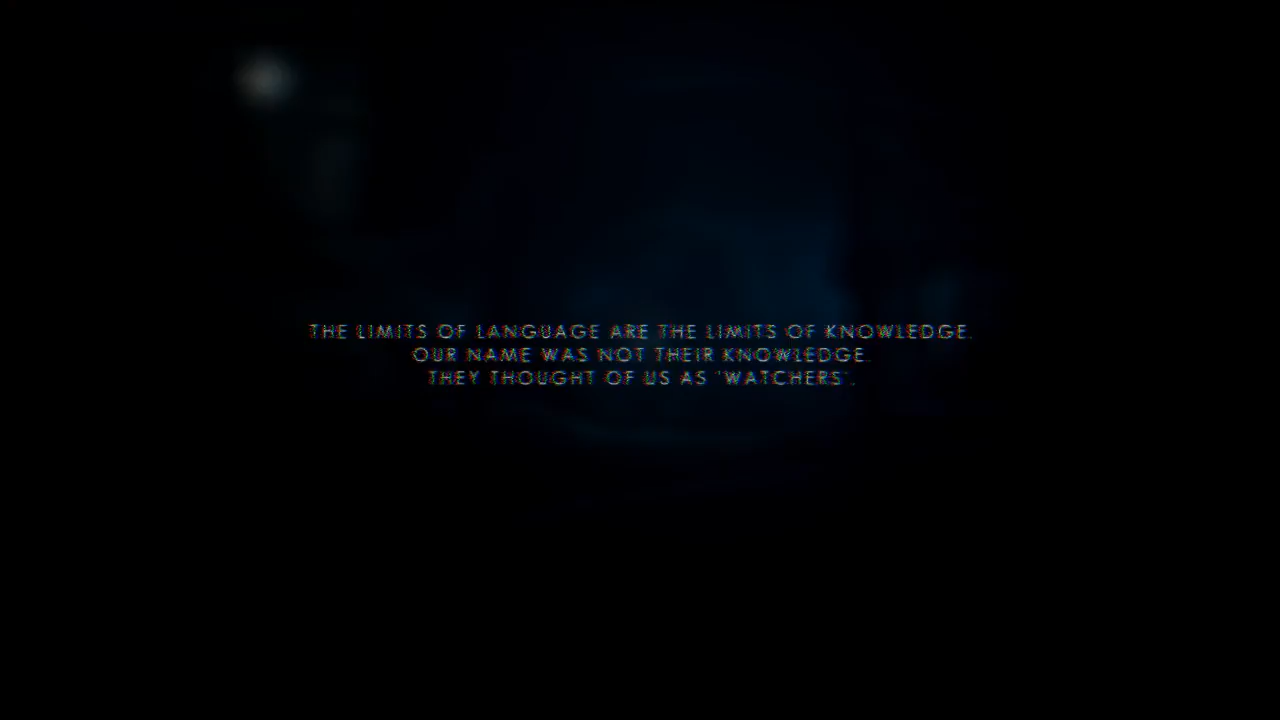 THE LIMITS OF LANGUAGE ARE THE LIMITS OF KNOWLEDGE.
OUR NAME WAS NOT THEIR KNOWLEDGE.
THEY THOUGHT OF US AS "WATCHERS".